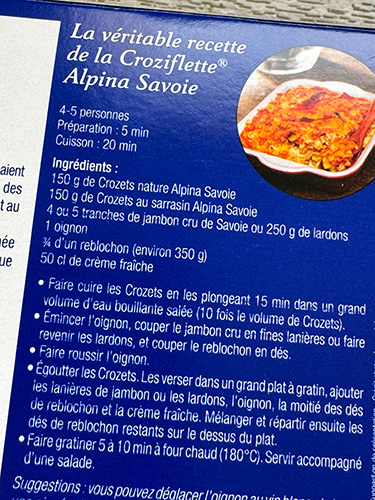 La véritable recette
de la Croziflette®
Alpina Savoie
4-5 personnes
Préparation : 5 min
Cuisson : 20 min
Ingrédients :
150 g de Crozets nature Alpina Savoie
150 g de Crozets au sarrasin Alpina Savoie
4 ou 5 tranches de jambon cru de Savoie ou 250 g de lardons
1 oignon
¾ d'un reblochon (environ 350 g)
50 cl de crème fraîche
• Faire cuire les Crozets en les plongeant 15 min dans un grand
volume d'eau bouillante salée (10 fois le volume de Crozets).
• Émincer l'oignon, couper le jambon cru en fines lanières ou faire
revenir les lardons, et couper le reblochon en dés.
• Faire roussir l'oignon.
• Égoutter les Crozets. Les verser dans un grand plat à gratin, ajouter
les lanières de jambon ou les lardons, l'oignon, la moitié des dés
de reblochon et la crème fraîche. Mélanger et répartir ensuite les
dés de reblochon restants sur le dessus du plat.
• Faire gratiner 5 à 10 min à four chaud (180°C). Servir accompagné
d'une salade.
Suggestions : vous pouvez déglacer l'oignon au vin
aient
des
t au
ée
ue